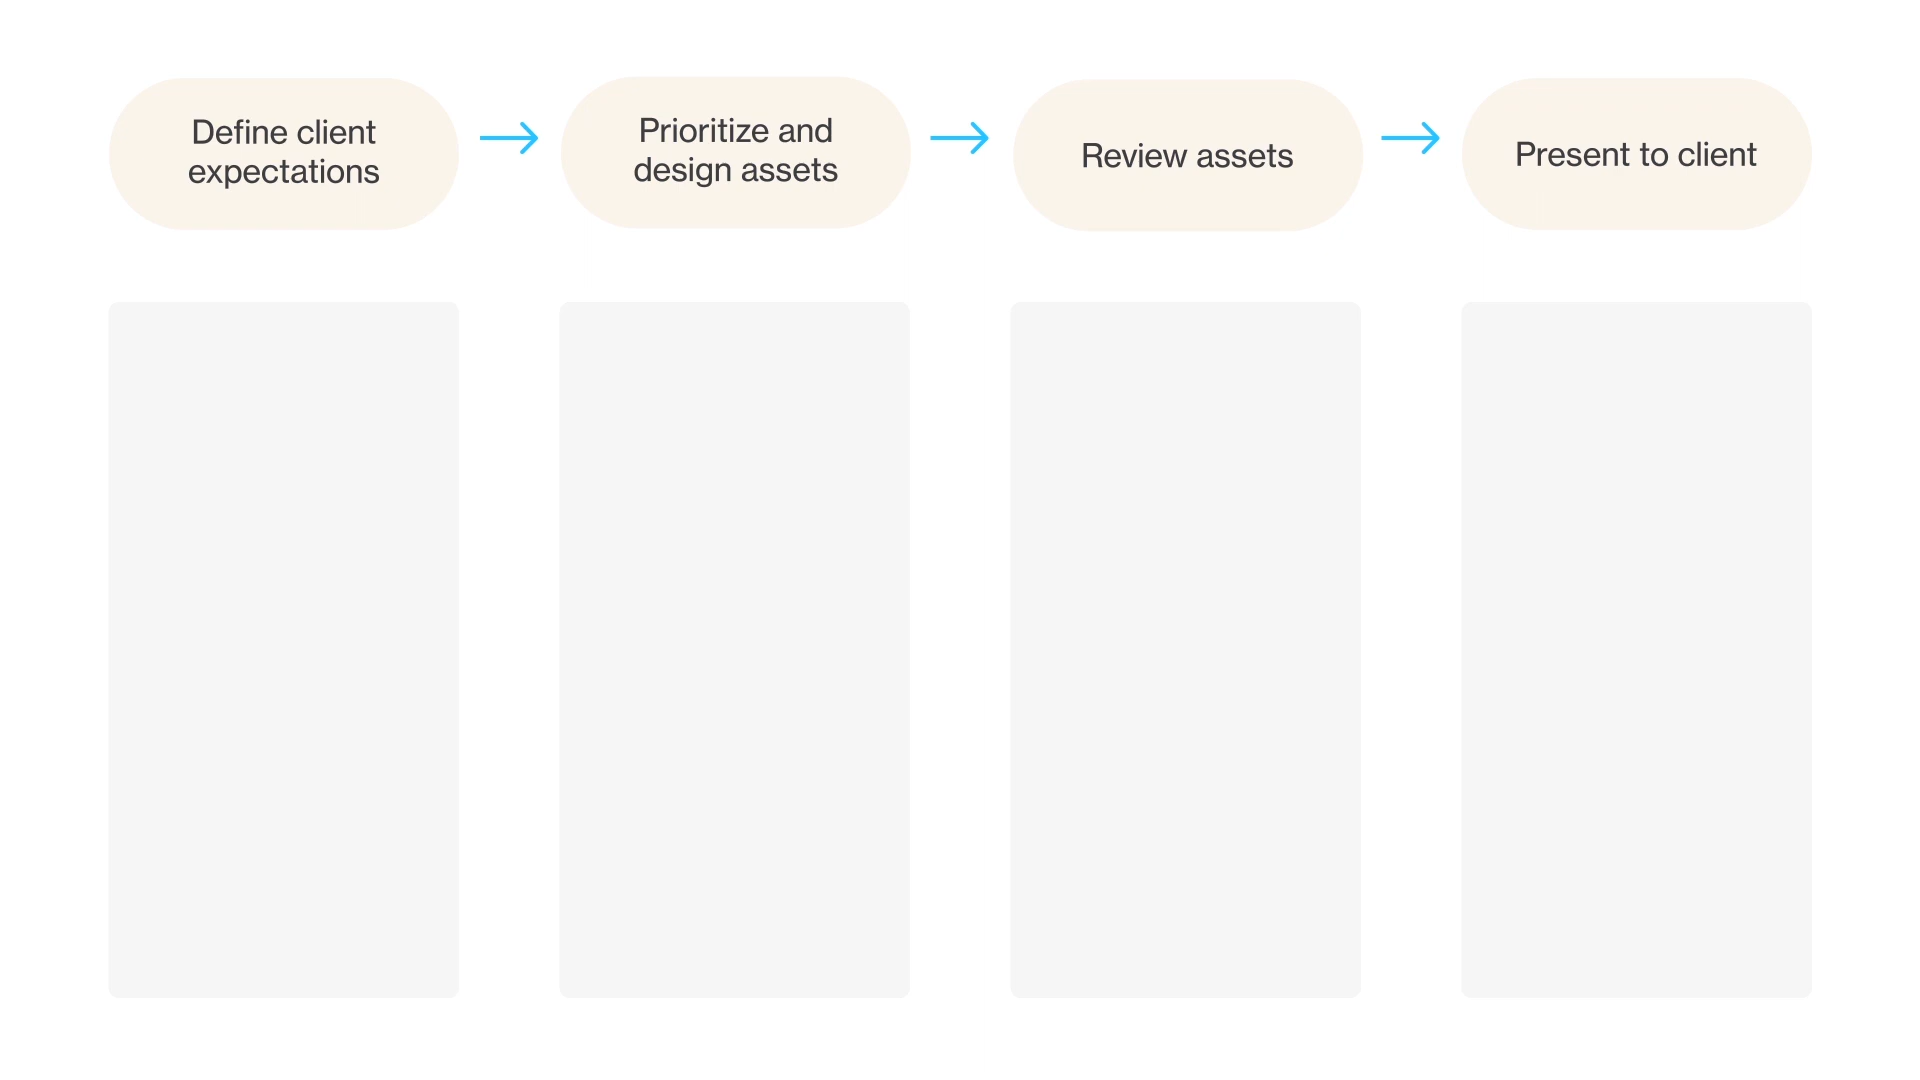 Define client
expectations
Prioritize and
design assets
Review assets
Present to client